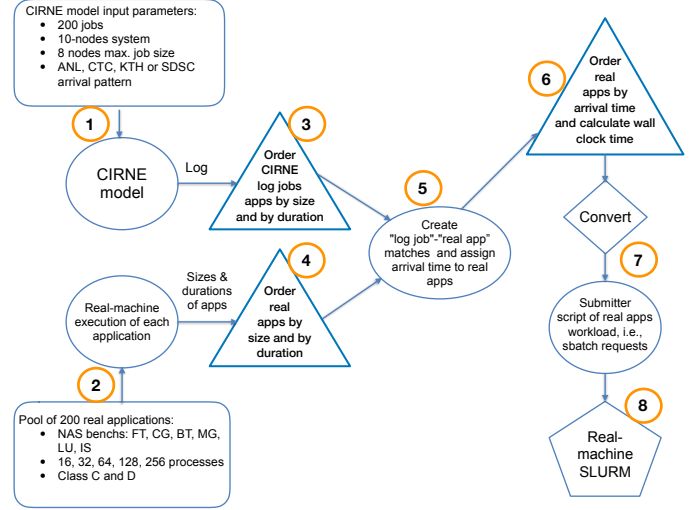 CIRNE model input parameters:
• 200 jobs
• 10-nodes system
• 8 nodes max. job size
• ANL, CTC, KTH or SDSC
arrival pattern
1
CIRNE
model
Log
3
Order
CIRNE
log jobs
apps by size
and by duration
5
Create
"log job"-"real app"
matches and assign
arrival time to real
apps
6
Order
real
apps by
arrival time
and calculate wall
clock time
Convert
7
Submitter
script of real apps
workload, i.e.,
sbatch requests
8
Real-
machine
SLURM
Real-machine
execution of each
application
Sizes &
durations
of apps
4
Order
real
apps by
size and by
duration
2
Pool of 200 real applications:
• NAS benchs: FT, CG, BT, MG,
LU, IS
• 16, 32, 64, 128, 256 processes
• Class C and D